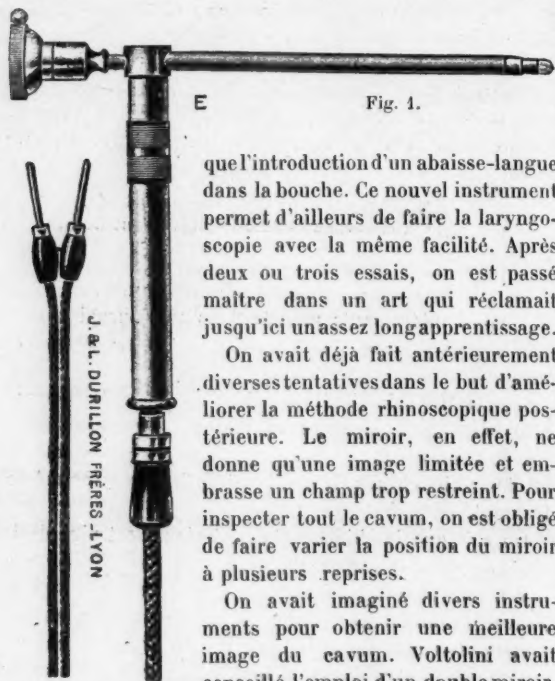 E
Fig. 1.
J. & L. DURILLON FRÈRES - LYON
que l'introduction d'un abaisse-langue
dans la bouche. Ce nouvel instrument
permet d'ailleurs de faire la laryngo-
scopie avec la même facilité. Après
deux ou trois essais, on est passé
maître dans un art qui réclamait
jusqu'ici un assez long apprentissage.
On avait déjà fait antérieurement
diverses tentatives dans le but d'amé-
liorer la méthode rhinoscopique pos-
térieure. Le miroir, en effet, ne
donne qu'une image limitée et em-
brasse un champ trop restreint. Pour
inspecter tout le cavum, on est obligé
de faire varier la position du miroir
à plusieurs reprises.
On avait imaginé divers instru-
ments pour obtenir une meilleure
image du cavum. Voltolini avait
conseillé l'emploi d'un double miroir